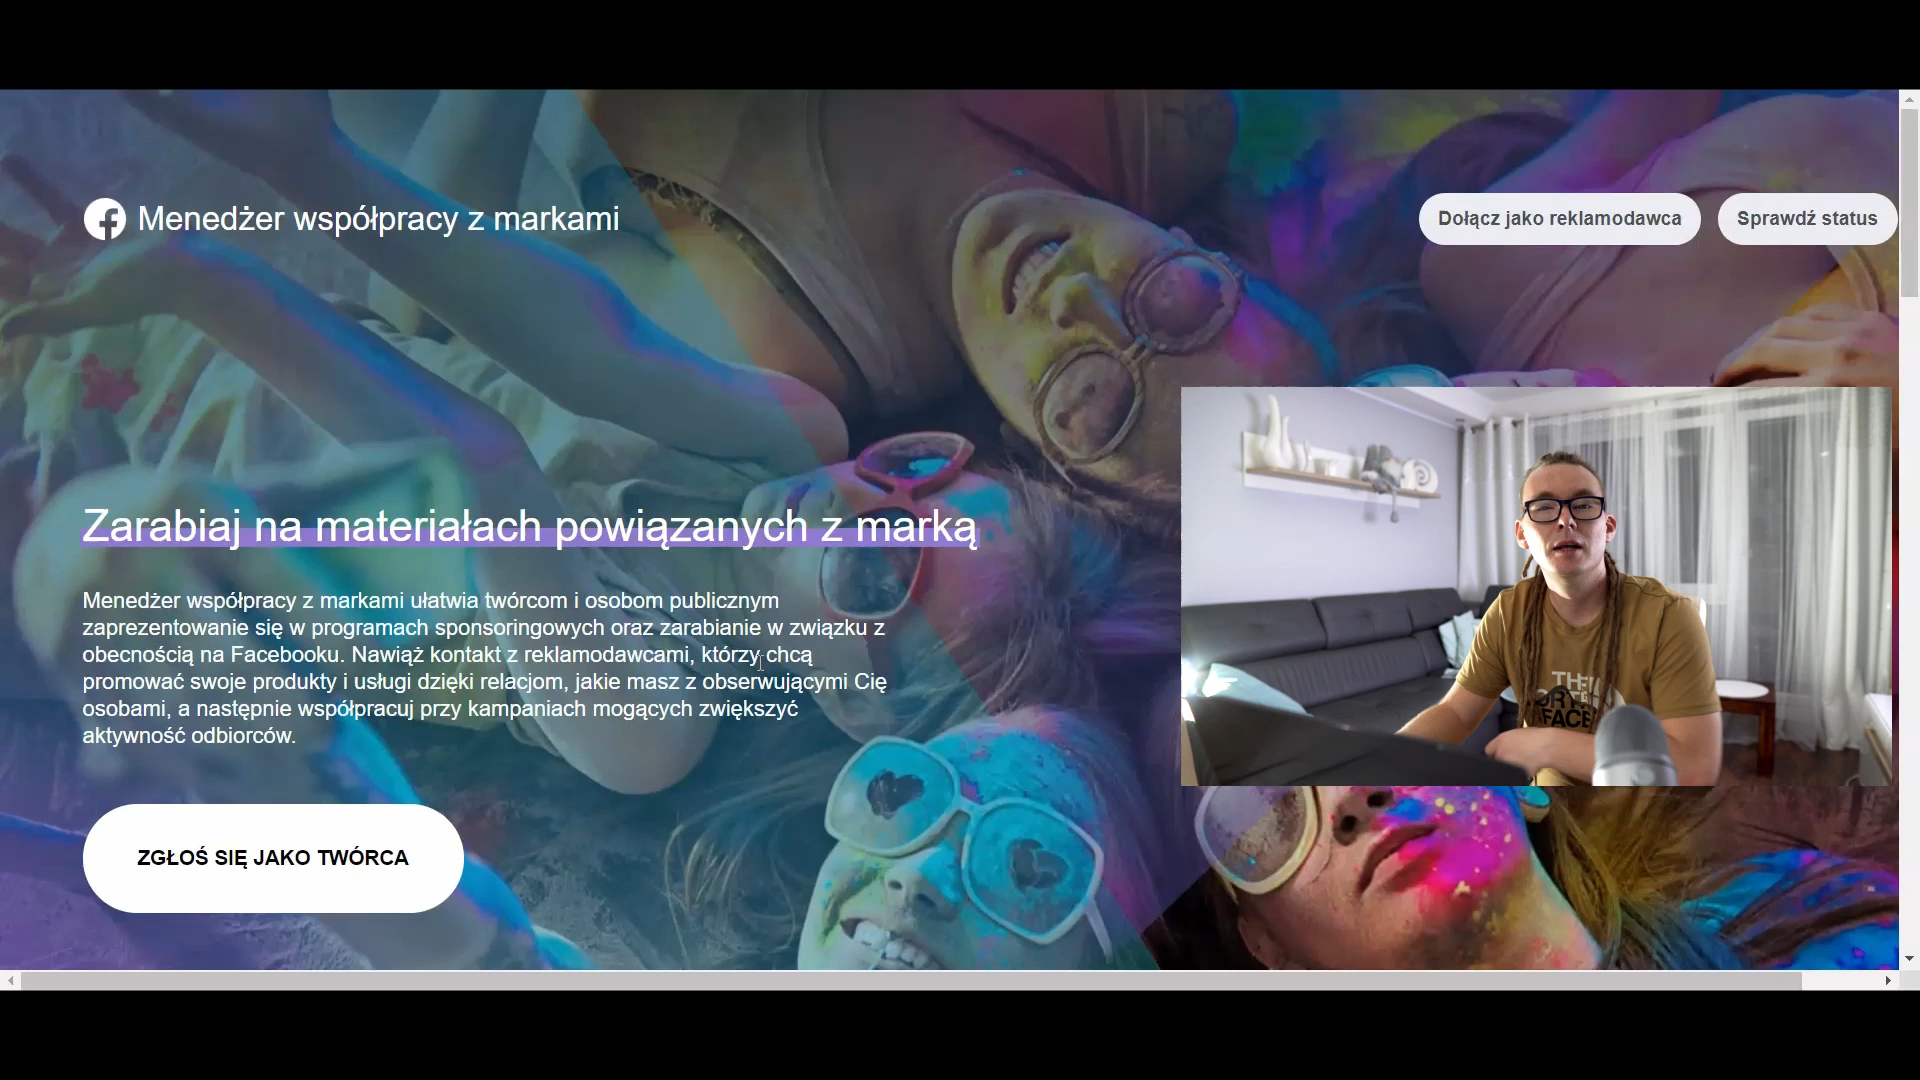 Menedżer współpracy z markami
Dołącz jako reklamodawca
Sprawdź status
Zarabiaj na materiałach powiązanych z marką
Menedżer współpracy z markami ułatwia twórcom i osobom publicznym
zaprezentowanie się w programach sponsoringowych oraz zarabianie w związku z
obecnością na Facebooku. Nawiąż kontakt z reklamodawcami, którzy chcą
promować swoje produkty i usługi dzięki relacjom, jakie masz z obserwującymi Cię
osobami, a następnie współpracuj przy kampaniach mogących zwiększyć
aktywność odbiorców.
ZGŁOŚ SIĘ JAKO TWÓRCA
FACE